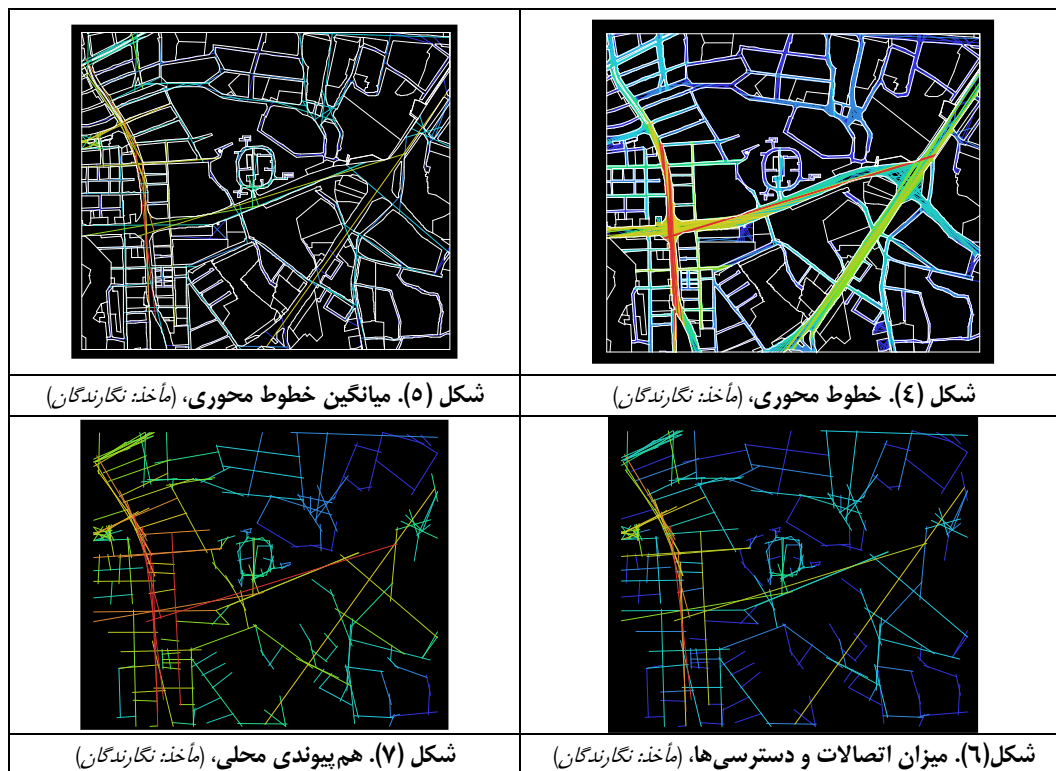 شکل (٤). خطوط محوری، (مأخذ: نگارندگان)
شکل (٥). میانگین خطوط محوری، (مأخذ: نگارندگان)
شکل(٦). میزان اتصالات و دسترسی‌ها، (مأخذ: نگارندگان)
شکل (٧). هم‌پیوندی محلی، (مأخذ: نگارندگان)